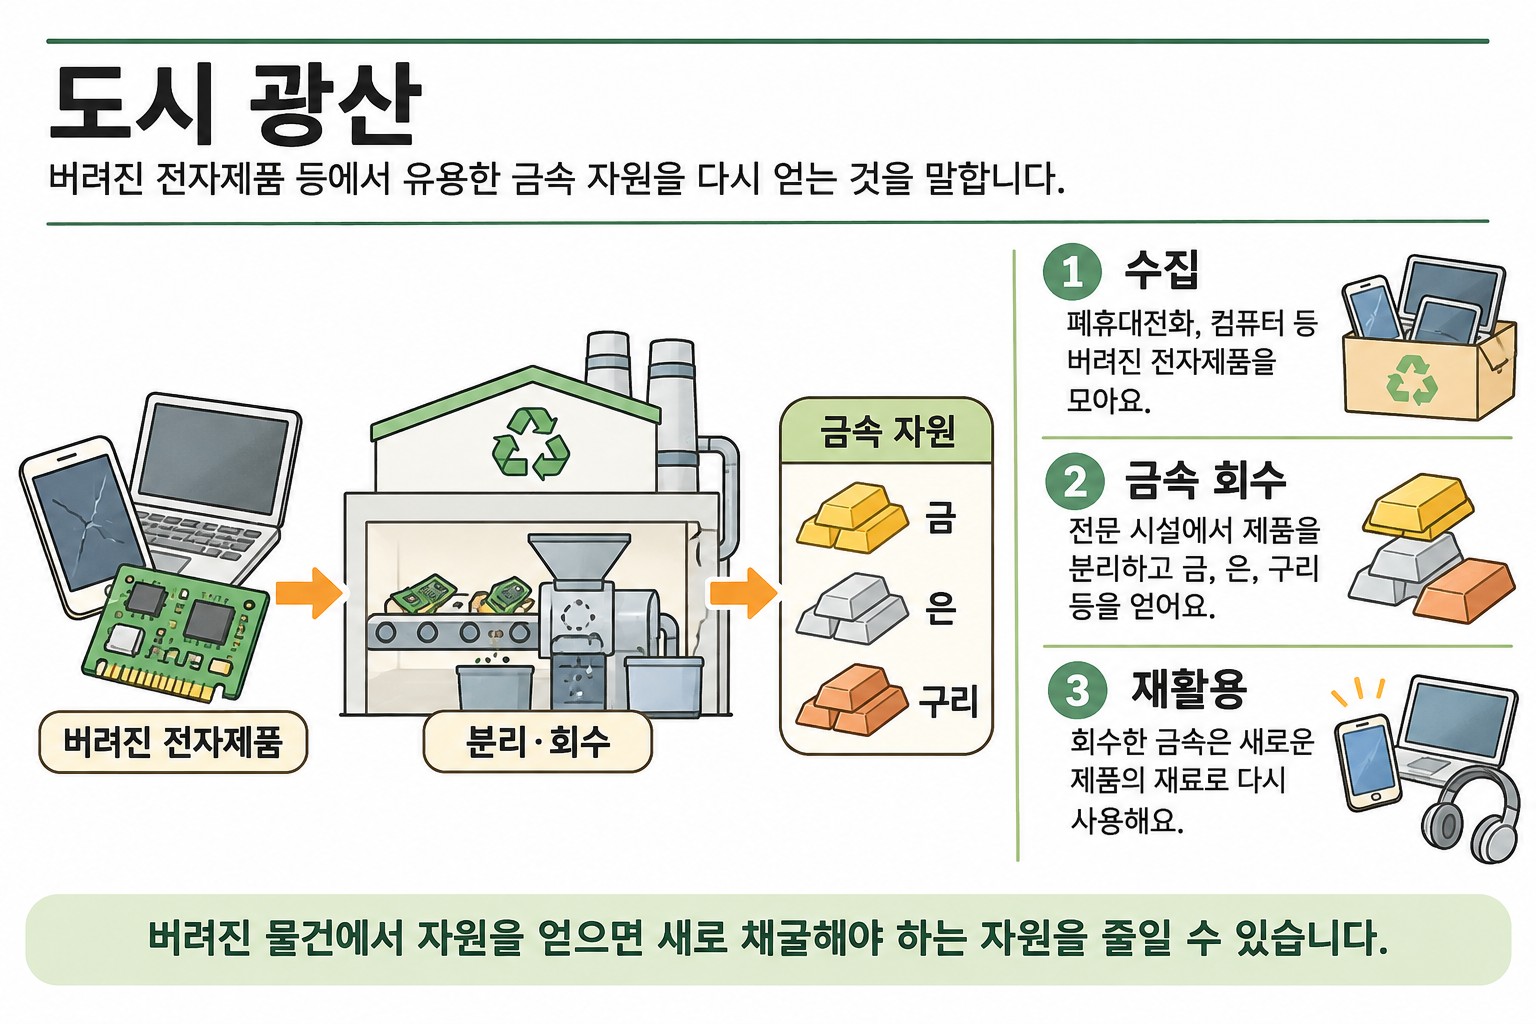 도시 광산
버려진 전자제품 등에서 유용한 금속 자원을 다시 얻는 것을 말합니다.
버려진 전자제품
분리·회수
금속 자원
금
은
구리
1 수집
폐휴대전화, 컴퓨터 등
버려진 전자제품을
모아요.
2 금속 회수
전문 시설에서 제품을
분리하고 금, 은, 구리
등을 얻어요.
3 재활용
회수한 금속은 새로운
제품의 재료로 다시
사용해요.
버려진 물건에서 자원을 얻으면 새로 채굴해야 하는 자원을 줄일 수 있습니다.